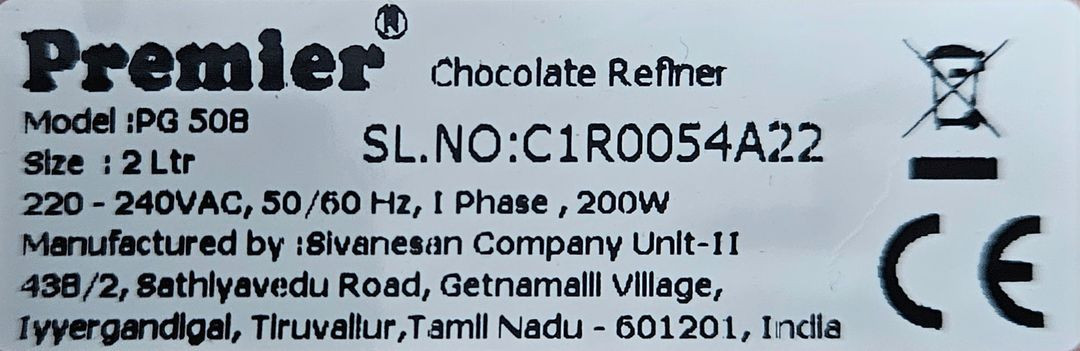 Premier®
Chocolate Refiner
Model :PG 508
SL.NO:C1R0054A22
Size : 2 Ltr
220 - 240VAC, 50/60 Hz, I Phase , 200W
Manufactured by :Sivanesan Company Unit-II
438/2, Sathiyavedu Road, Getnamalli Village,
Iyyergandigai, Tiruvallur,Tamil Nadu - 601201, India
CE